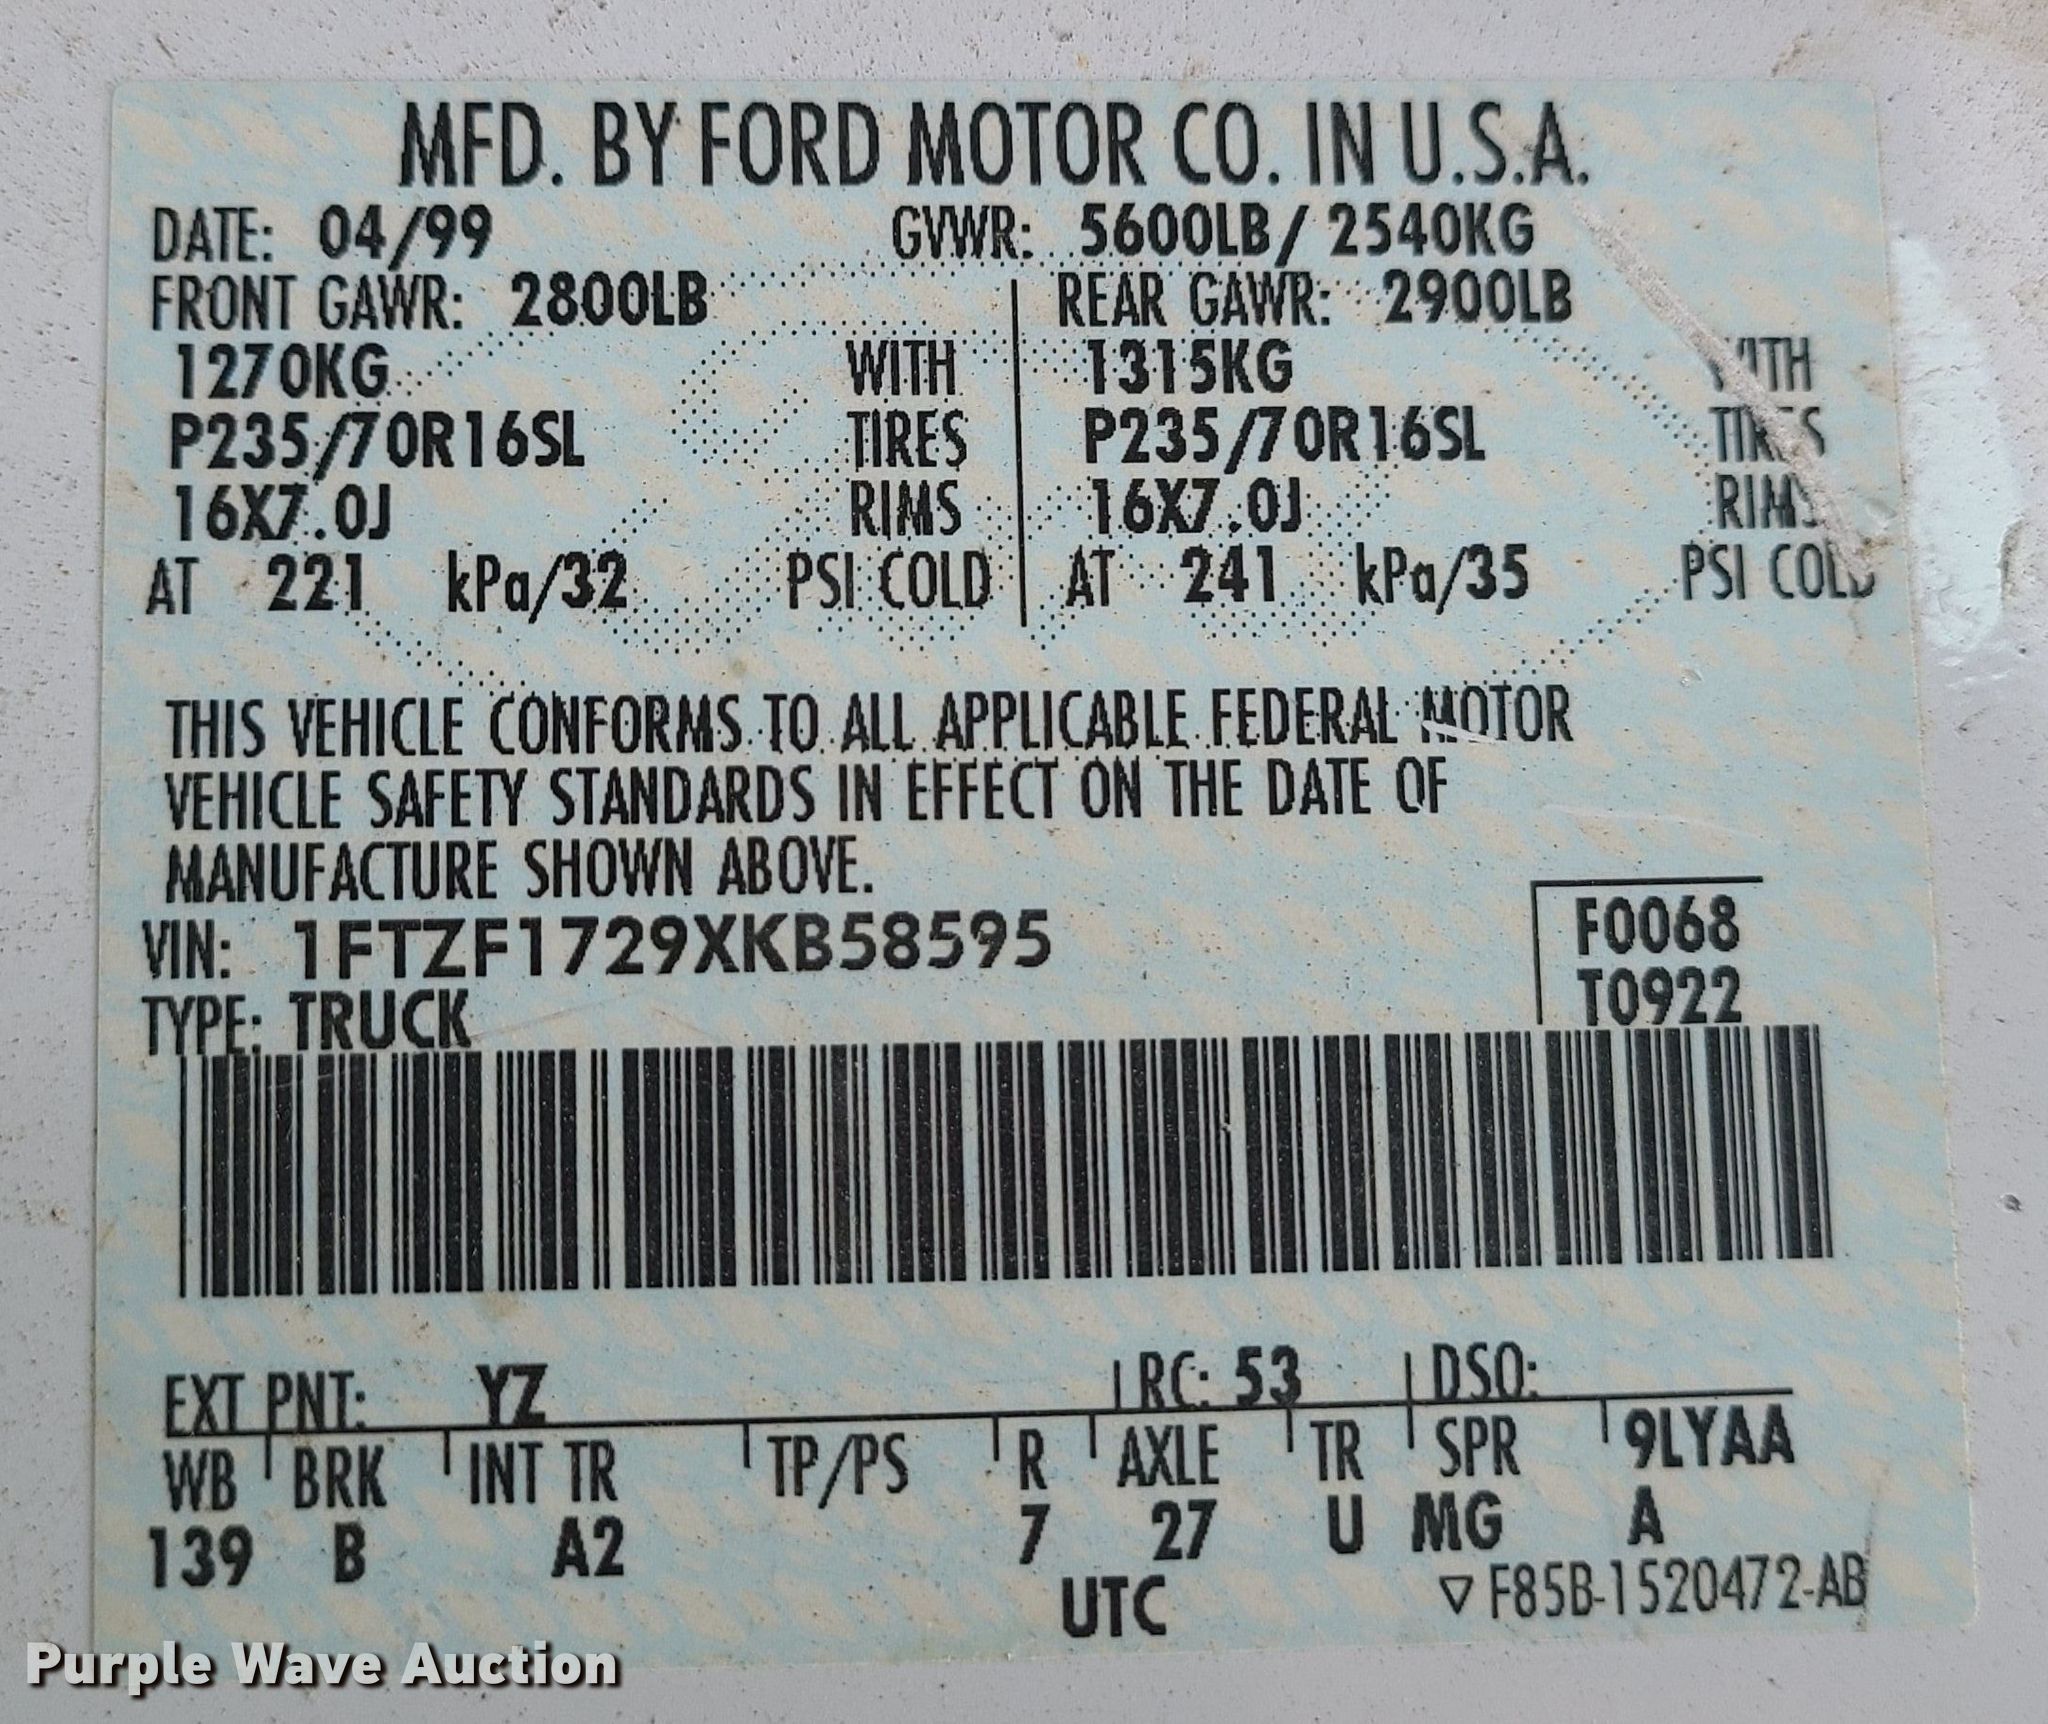 MFD. BY FORD MOTOR CO. IN U.S.A.
DATE: 04/99 GVWR: 5600LB/ 2540KG
FRONT GAWR: 2800LB REAR GAWR: 2900LB
1270KG WITH 1315KG WITH
P235/70R16SL TIRES P235/70R16SL TIRES
16X7.0J RIMS 16X7.0J RIMS
AT 221 kPa/32 PSI COLD AT 241 kPa/35 PSI COLD
THIS VEHICLE CONFORMS TO ALL APPLICABLE FEDERAL MOTOR
VEHICLE SAFETY STANDARDS IN EFFECT ON THE DATE OF
MANUFACTURE SHOWN ABOVE.
VIN: 1FTZF1729XKB58595 F0068
TYPE: TRUCK T0922
EXT PNT: YZ RC: 53 DSO:
WB BRK INT TR TP/PS R AXLE TR SPR 9LYAA
139 B A2 7 27 U MG A
UTC ▽ F85B-1520472-AB
Purple Wave Auction